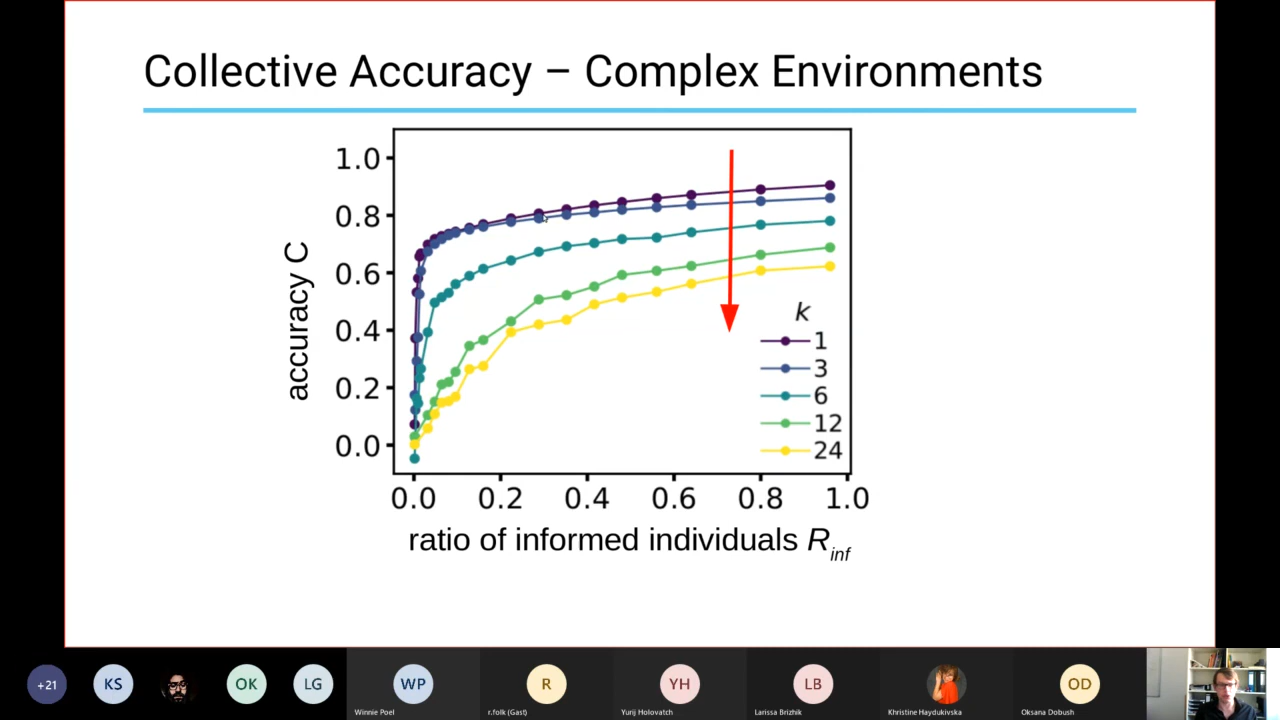 Collective Accuracy – Complex Environments
1.0
0.8
0.6
0.4
0.2
0.0
accuracy C
k
1
3
6
12
24
0.0 0.2 0.4 0.6 0.8 1.0
ratio of informed individuals R_inf
+21
KS
OK
LG
WP
Winnie Poel
R
r.folk (Gast)
YH
Yurij Holovatch
LB
Larissa Brizhik
Khristine Haydukivska
OD
Oksana Dobush